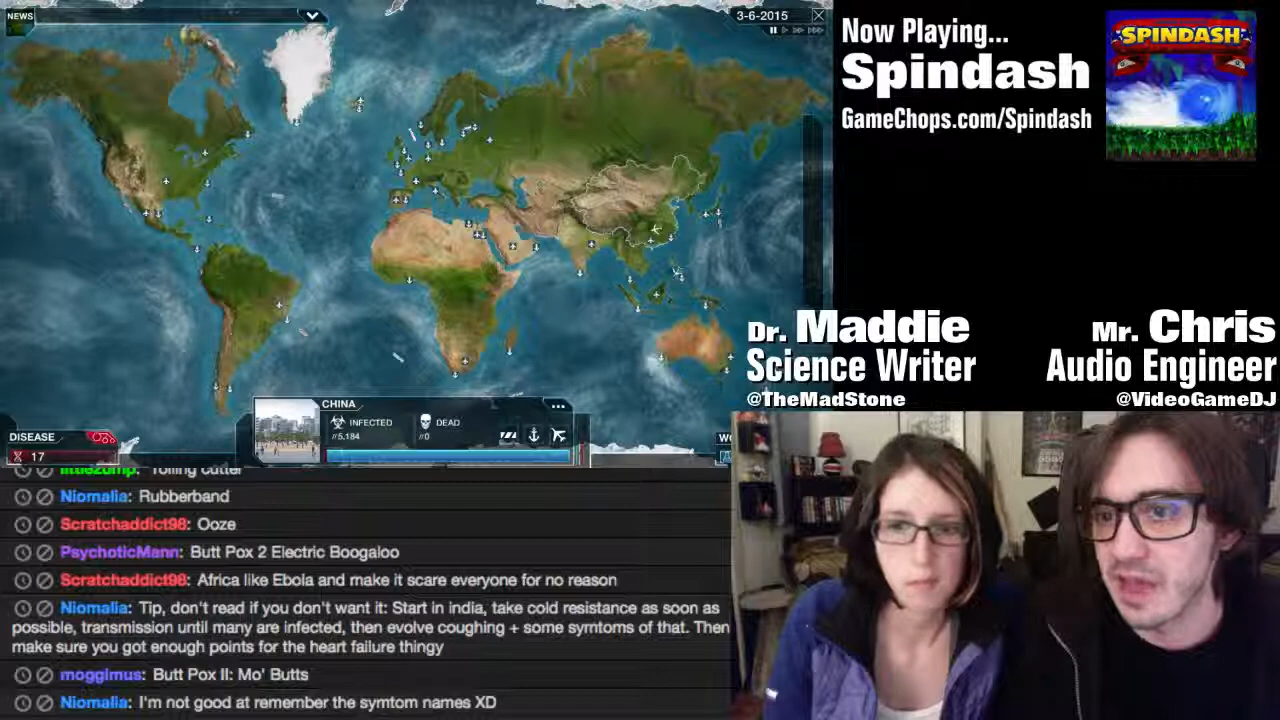 NEWS
3-6-2015
CHINA
INFECTED
//5,184
DEAD
//0
DISEASE
17
Now Playing...
Spindash
GameChops.com/Spindash
SPINDASH
Dr. Maddie
Science Writer
@TheMadStone
Mr. Chris
Audio Engineer
@VideoGameDJ
cutter
Niomalia: Rubberband
Scratchaddict98: Ooze
PsychoticMann: Butt Pox 2 Electric Boogaloo
Scratchaddict98: Africa like Ebola and make it scare everyone for no reason
Niomalia: Tip, don't read if you don't want it: Start in india, take cold resistance as soon as
possible, transmission until many are infected, then evolve coughing + some symtoms of that. Then
make sure you got enough points for the heart failure thingy
moggimus: Butt Pox II: Mo' Butts
Niomalia: I'm not good at remember the symtom names XD